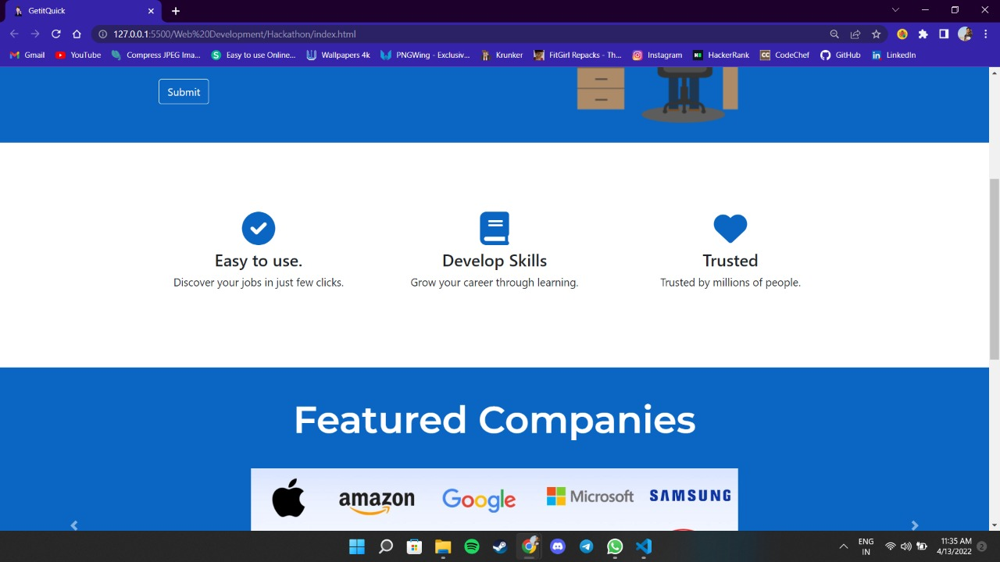 GetitQuick
127.0.0.1:5500/Web%20Development/Hackathon/index.html
Gmail YouTube Compress JPEG Ima... Easy to use Online... Wallpapers 4k PNGWing - Exclusiv... Krunker FitGirl Repacks - Th... Instagram HackerRank CodeChef GitHub LinkedIn
Submit
Easy to use. Develop Skills Trusted
Discover your jobs in just few clicks. Grow your career through learning. Trusted by millions of people.
Featured Companies
amazon Google Microsoft SAMSUNG
ENG 11:35 AM
IN 4/13/2022 2